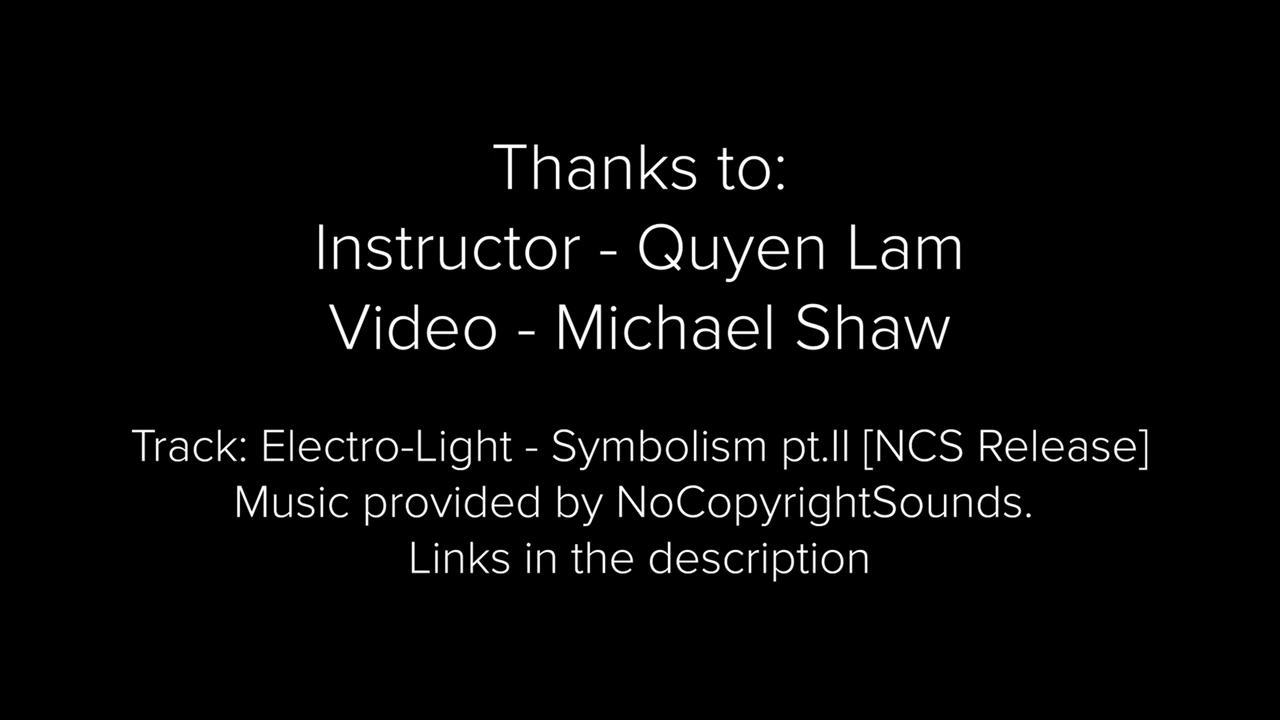 Thanks to:
Instructor - Quyen Lam
Video - Michael Shaw
Track: Electro-Light - Symbolism pt.II [NCS Release]
Music provided by NoCopyrightSounds.
Links in the description